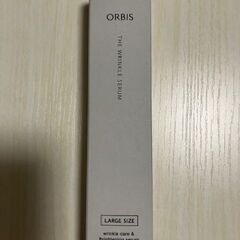 ORBIS
THE WRINKLE SERUM
LARGE SIZE
wrinkle care &
brightening serum